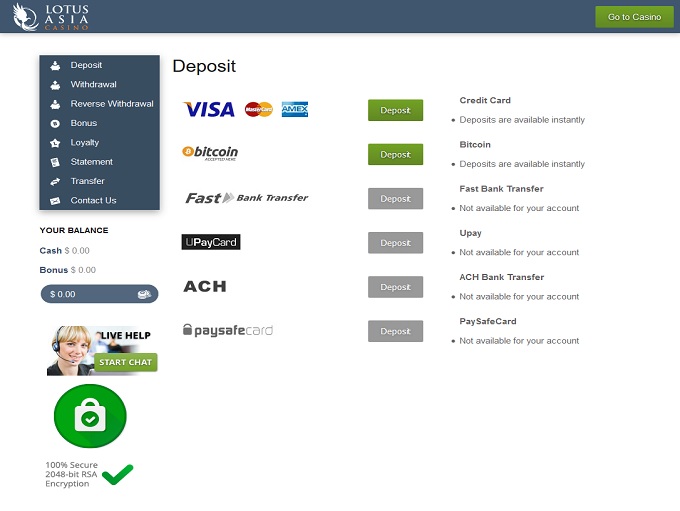 LOTUS
ASIA
CASINO
Go to Casino
Deposit
Withdrawal
Reverse Withdrawal
Bonus
Loyalty
Statement
Transfer
Contact Us
YOUR BALANCE
Cash $ 0.00
Bonus $ 0.00
$ 0.00
LIVE HELP
START CHAT
100% Secure
2048-bit RSA
Encryption
Deposit
VISA MasterCard AMEX
Deposit
Credit Card
Deposits are available instantly
bitcoin
ACCEPTED HERE
Deposit
Bitcoin
Deposits are available instantly
Fast Bank Transfer
Deposit
Fast Bank Transfer
Not available for your account
UPayCard
Deposit
Upay
Not available for your account
ACH
Deposit
ACH Bank Transfer
Not available for your account
paysafecard
Deposit
PaySafeCard
Not available for your account